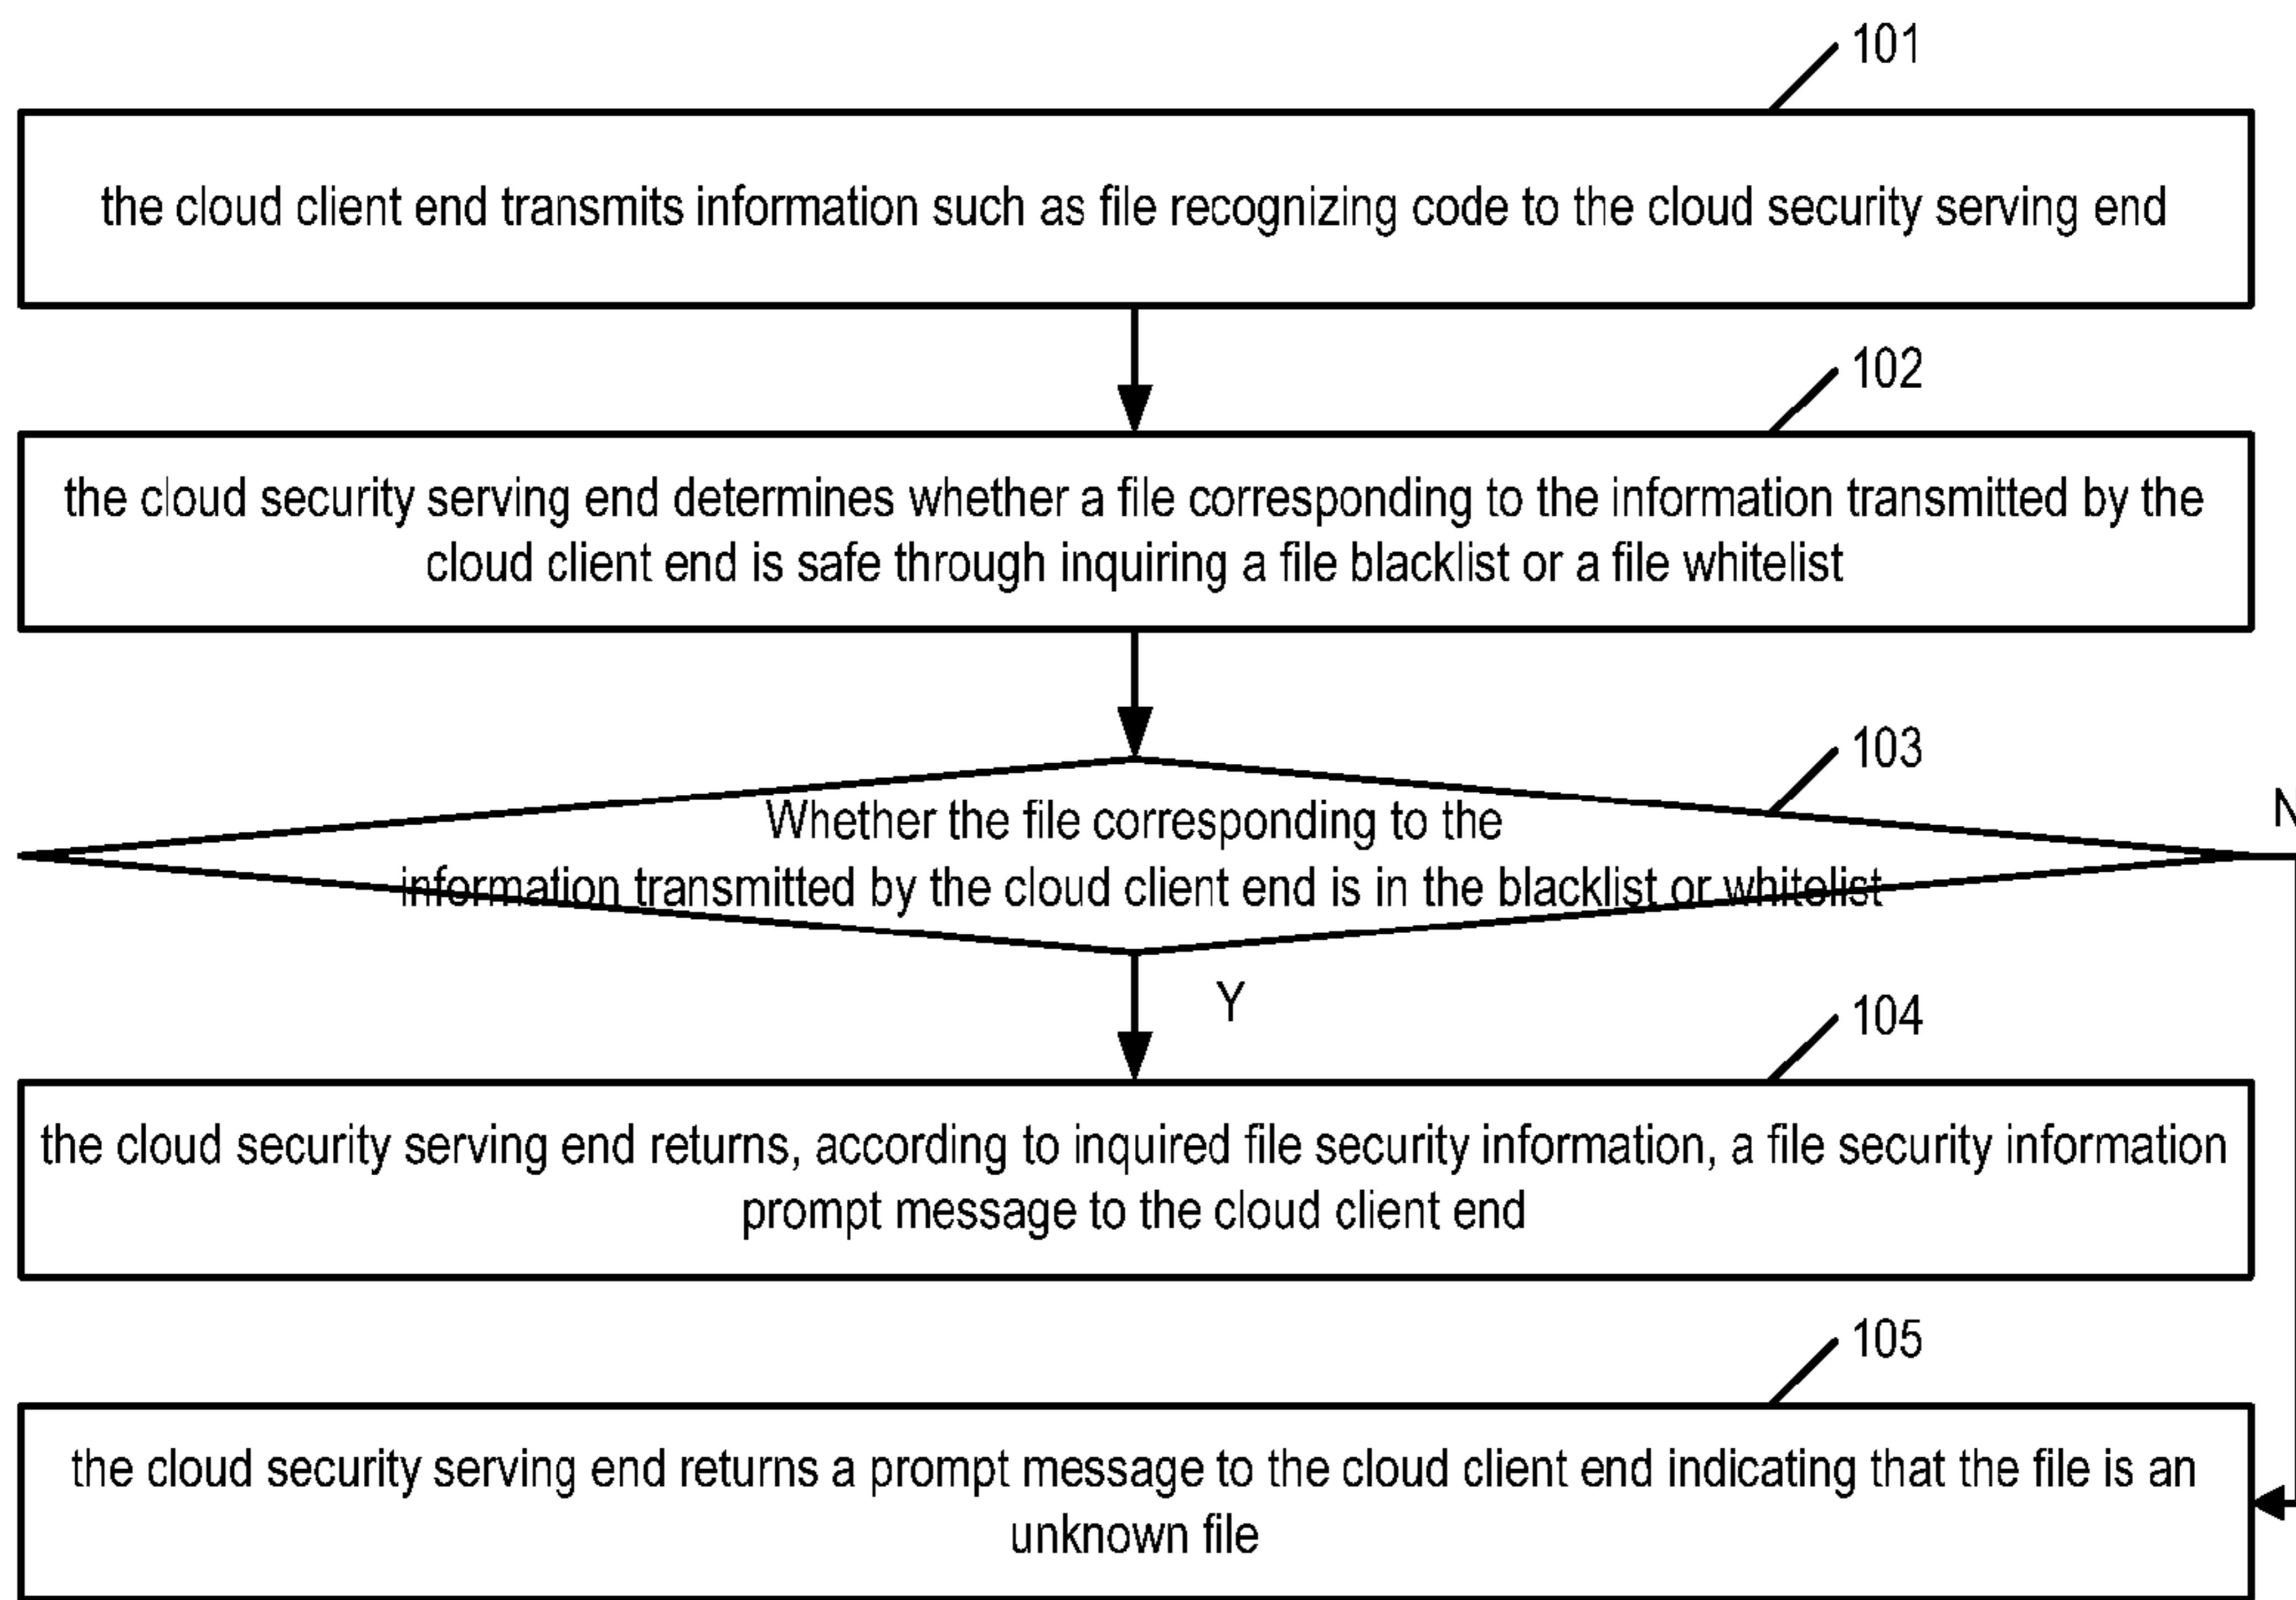 101
the cloud client end transmits information such as file recognizing code to the cloud security serving end
102
the cloud security serving end determines whether a file corresponding to the information transmitted by the
cloud client end is safe through inquiring a file blacklist or a file whitelist
103
N
Whether the file corresponding to the
information transmitted by the cloud client end is in the blacklist or whitelist
Y
104
the cloud security serving end returns, according to inquired file security information, a file security information
prompt message to the cloud client end
105
the cloud security serving end returns a prompt message to the cloud client end indicating that the file is an
unknown file